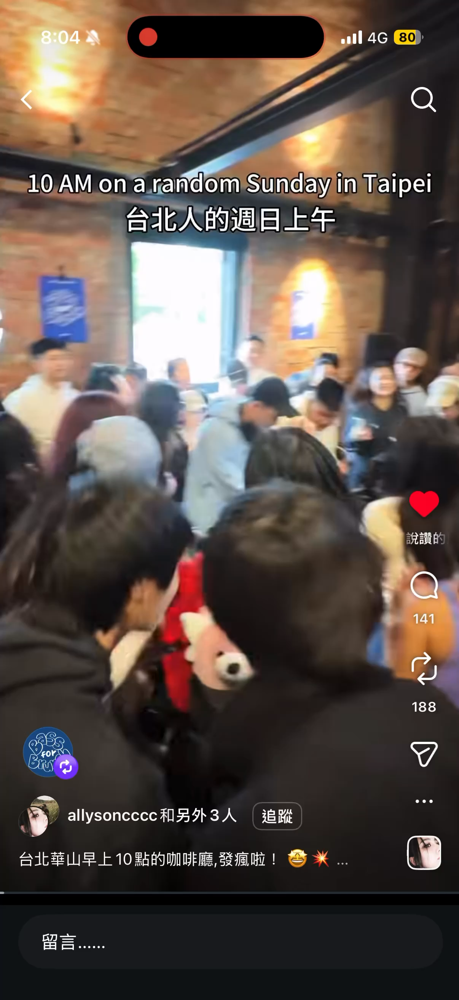 8:04
4G
80
10 AM on a random Sunday in Taipei
台北人的週日上午
說讚的
141
188
Bass
for
allysoncccc和另外3人
追蹤
台北華山早上10點的咖啡廳,發瘋啦！ 🤩 💥 ...
留言......